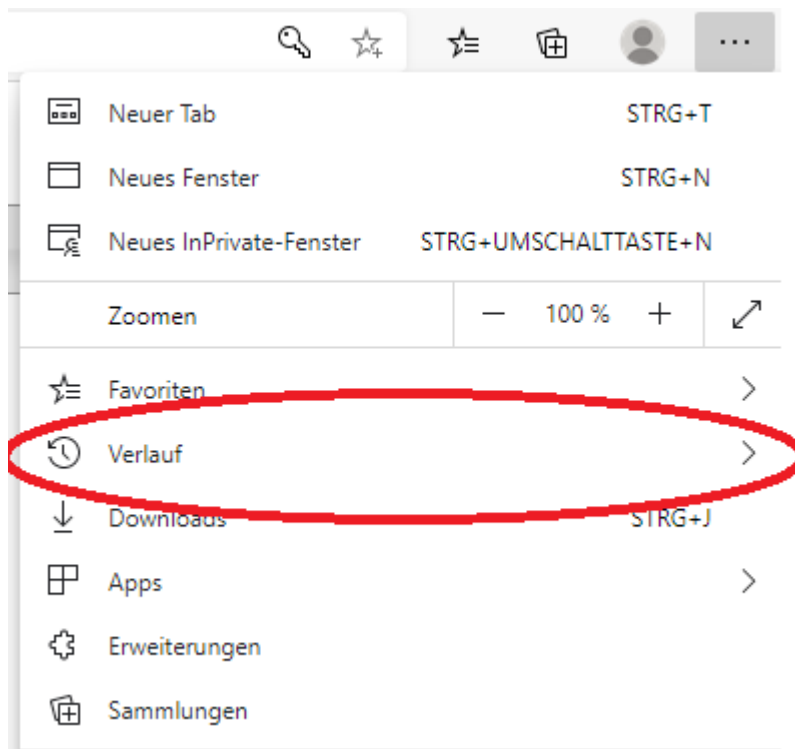 Neuer Tab STRG+T
Neues Fenster STRG+N
Neues InPrivate-Fenster STRG+UMSCHALTTASTE+N
Zoomen 100 %
Favoriten
Verlauf
Downloads STRG+J
Apps
Erweiterungen
Sammlungen